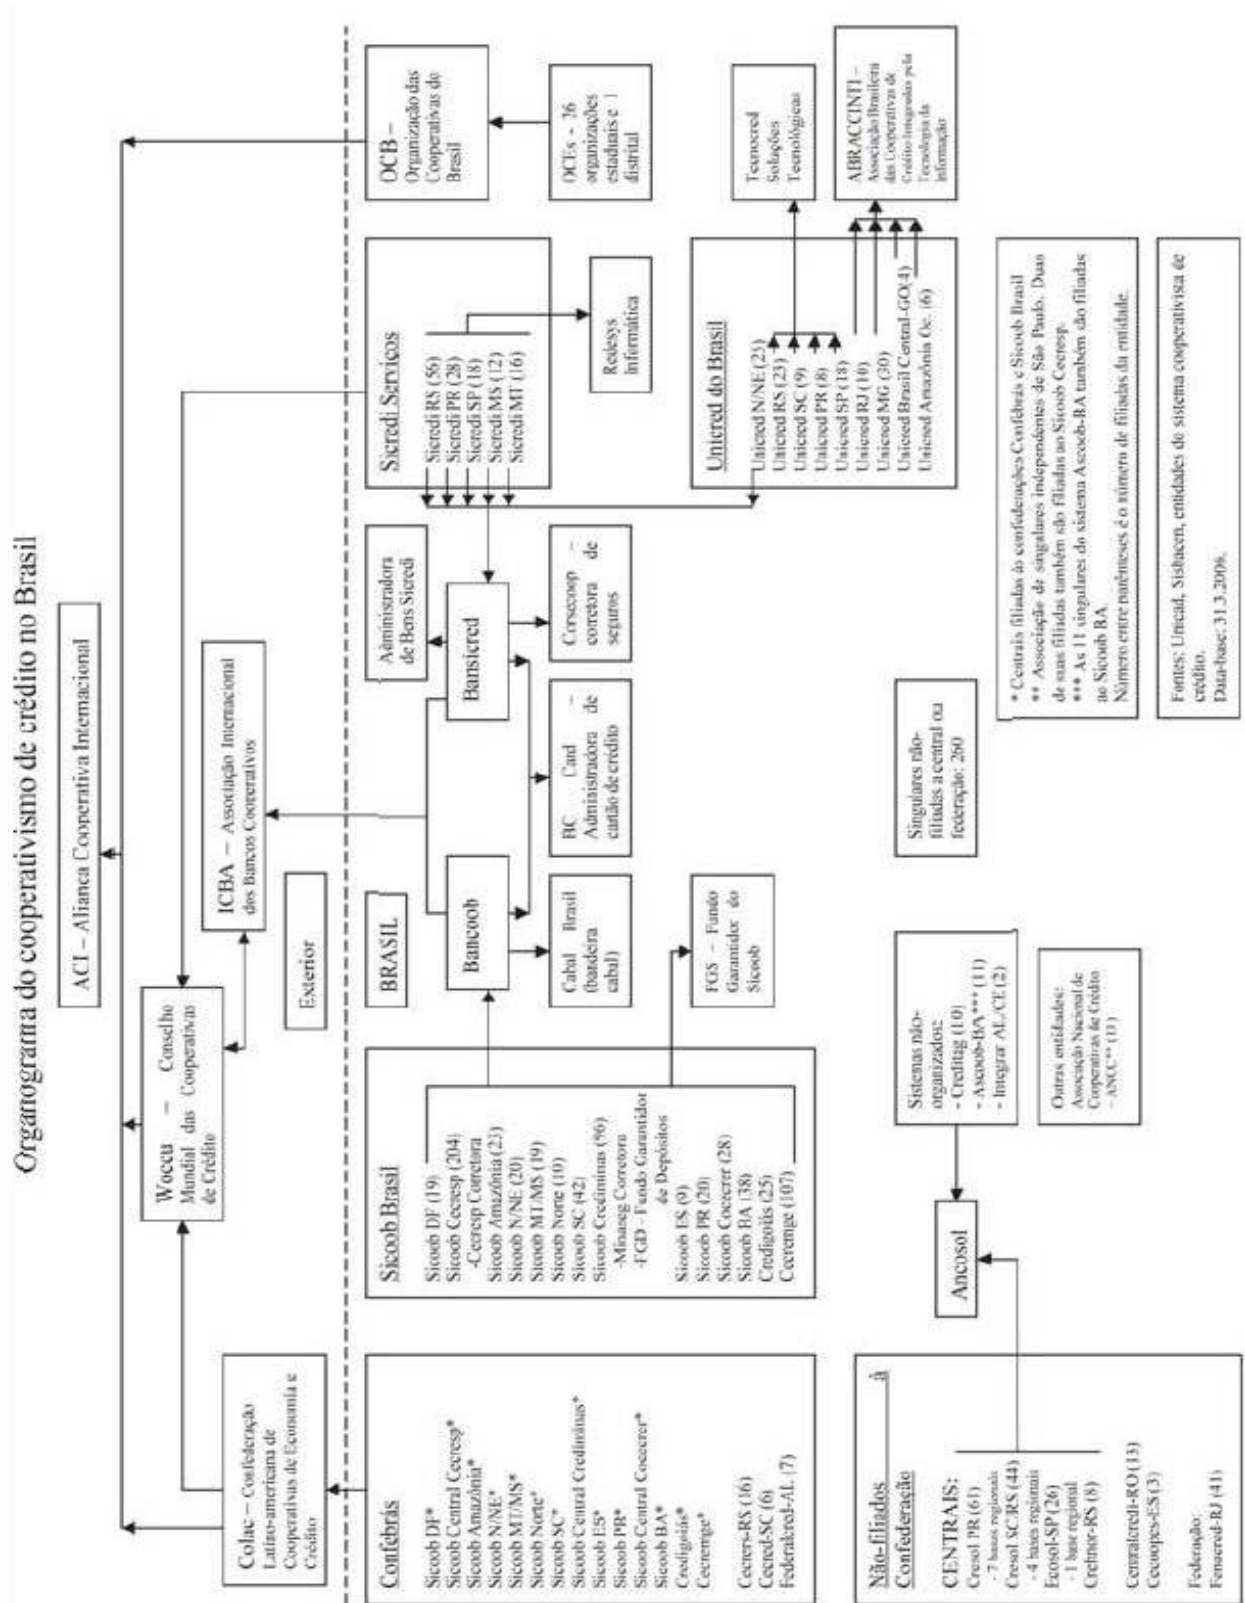 Organograma do cooperativismo de crédito no Brasil
ACI – Aliança Cooperativa Internacional
Woccu – Conselho
Mundial das Cooperativas
de Crédito
ICBA – Associação Internacional
dos Bancos Cooperativos
Colac – Confederação
Latino-americana de
Cooperativas de Economia e
Crédito
Exterior
BRASIL
OCB –
Organização das
Cooperativas do
Brasil
OCEs - 26
organizações
estaduais e 1
distrital
Confebrás
Sicoob DF*
Sicoob Central Cecresp*
Sicoob Amazônia*
Sicoob N/NE*
Sicoob MT/MS*
Sicoob Norte*
Sicoob SC*
Sicoob Central Crediminas*
Sicoob ES*
Sicoob PR*
Sicoob Central Cocecrer*
Sicoob BA*
Credigoiás*
Cecremge*
Cecrers-RS (16)
Cecred-SC (6)
Federalcred-AL (7)
Sicoob Brasil
Sicoob DF (19)
Sicoob Cecresp (204)
-Cecresp Corretora
Sicoob Amazônia (23)
Sicoob N/NE (20)
Sicoob MT/MS (19)
Sicoob Norte (10)
Sicoob SC (42)
Sicoob Crediminas (96)
-Minaseg Corretora
-FGD - Fundo Garantidor
de Depósitos
Sicoob ES (9)
Sicoob PR (20)
Sicoob Cocecrer (28)
Sicoob BA (38)
Credigoiás (25)
Cecremge (107)
Bancoob
Bansicred
Administradora
de Bens Sicredi
Cabal Brasil
(bandeira
cabal)
BC Card –
Administradora de
cartão de crédito
Corsecoop –
corretora de
seguros
FGS – Fundo
Garantidor do
Sicoob
Sicredi Serviços
Sicredi RS (56)
Sicredi PR (28)
Sicredi SP (18)
Sicredi MS (12)
Sicredi MT (16)
Redesys
Informática
Unicred do Brasil
Unicred N/NE (23)
Unicred RS (23)
Unicred SC (9)
Unicred PR (8)
Unicred SP (18)
Unicred RJ (10)
Unicred MG (30)
Unicred Brasil Central-GO(4)
Unicred Amazônia Oc. (6)
Tecnocred
Soluções
Tecnológicas
ABRACCINTI –
Associação Brasileira
das Cooperativas de
Crédito Integradas pela
Tecnologia da
Informação
Não-filiados à
Confederação
CENTRAIS:
Cresol PR (61)
- 7 bases regionais
Cresol SC/RS (44)
- 4 bases regionais
Ecosol-SP (26)
- 1 base regional
Crehnor-RS (8)
Centralcred-RO (13)
Cecoopes-ES (3)
Federação:
Femacred-RJ (41)
Ancosol
Sistemas não-
organizados:
- Creditag (10)
- Ascoob-BA*** (11)
- Integrar AL/CE (2)
Outras entidades:
Associação Nacional de
Cooperativas de Crédito
– ANCC** (13)
Singulares não-
filiadas a central ou
federação: 260
* Centrais filiadas às confederações Confebrás e Sicoob Brasil
** Associação de singulares independentes de São Paulo. Duas
de suas filiadas também são filiadas ao Sicoob Cecresp.
*** As 11 singulares do sistema Ascoob-BA também são filiadas
ao Sicoob BA.
Número entre parênteses é o número de filiadas da entidade.
Fontes: Unicad, Sisbacen, entidades do sistema cooperativista de
crédito.
Data-base: 31.3.2008.